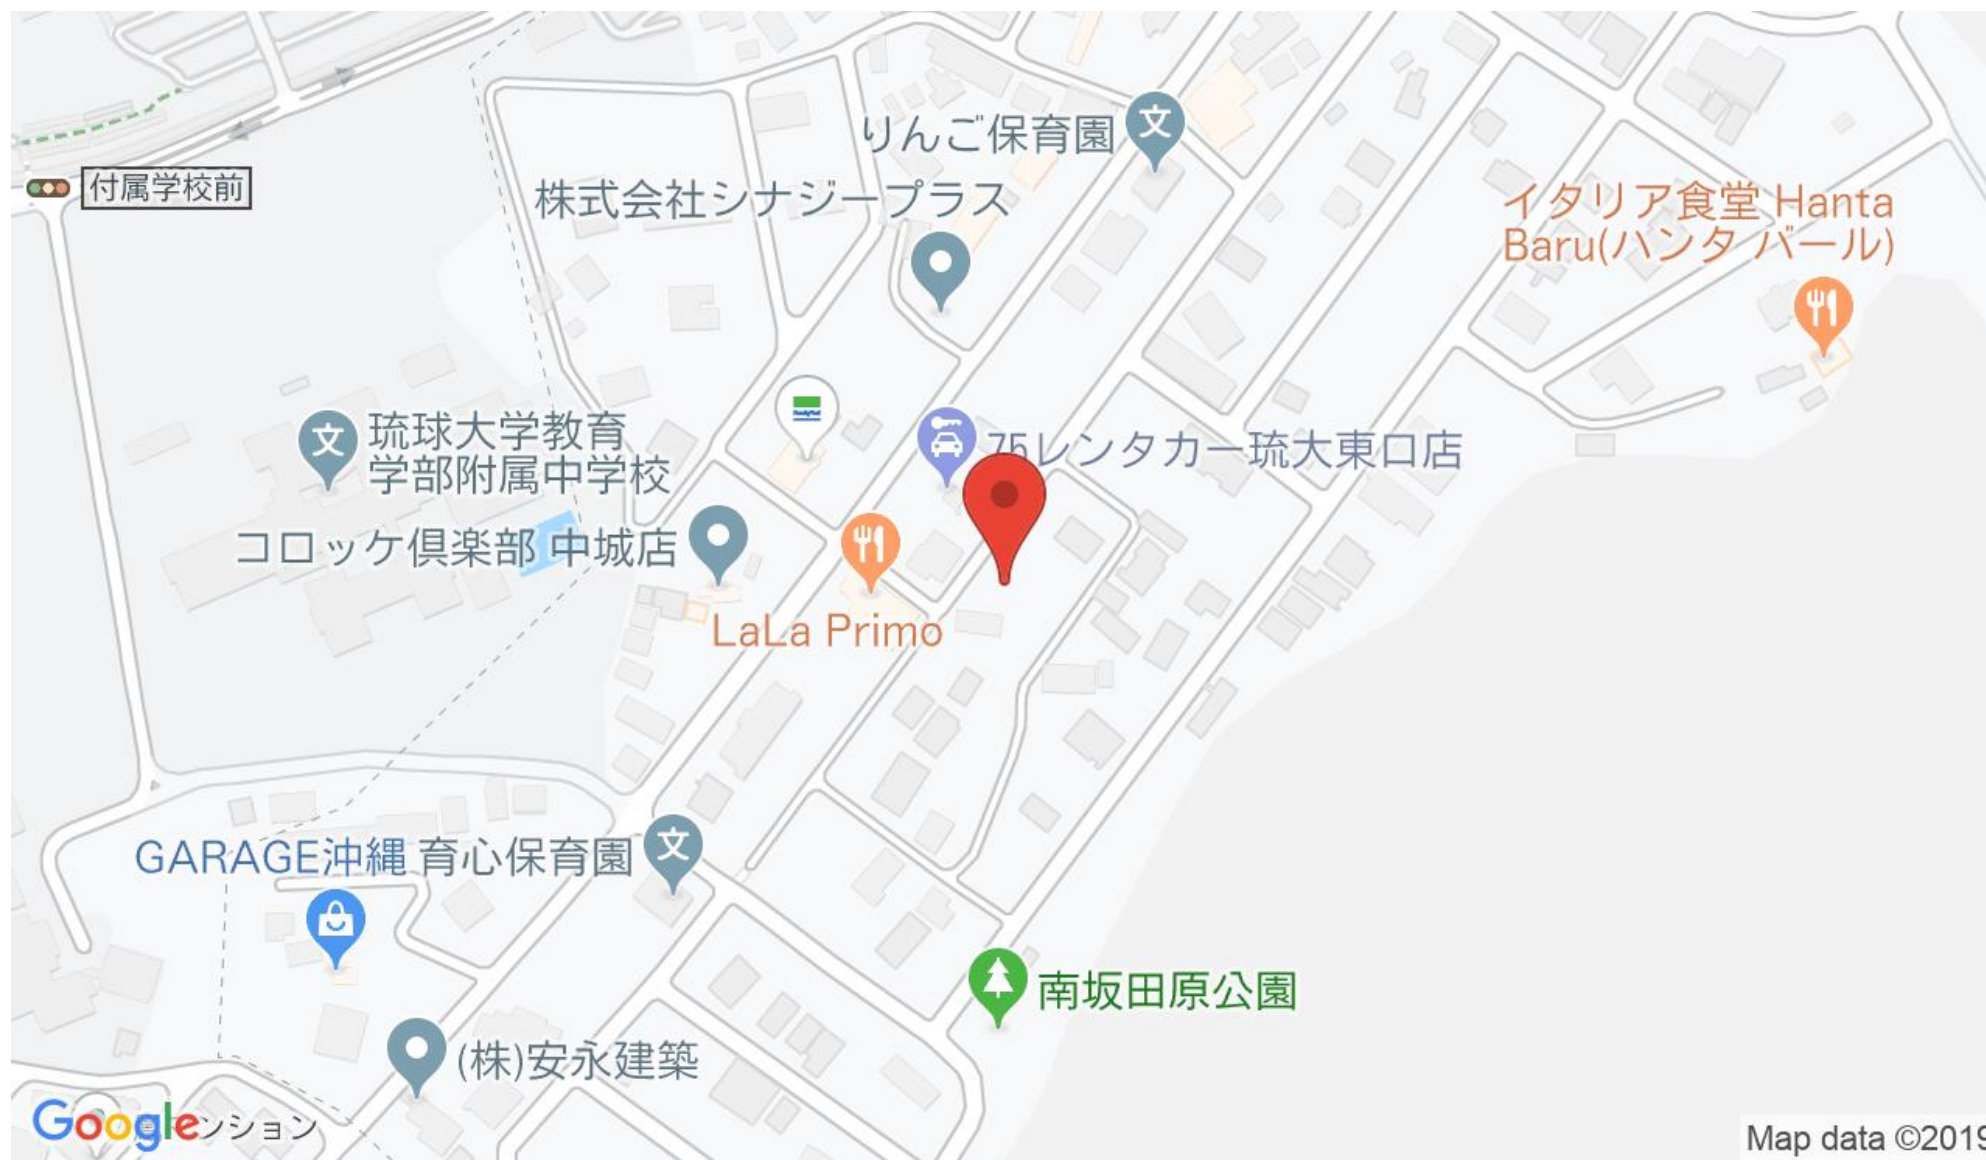 りんご保育園
文
付属学校前
株式会社シナジープラス
イタリア食堂 Hanta
Baru(ハンタ バール)
FamilyMart
琉球大学教育
学部附属中学校
文
75レンタカー琉大東口店
コロッケ倶楽部 中城店
LaLa Primo
GARAGE沖縄
育心保育園
文
南坂田原公園
(株)安永建築
Google
ンション
Map data ©2019